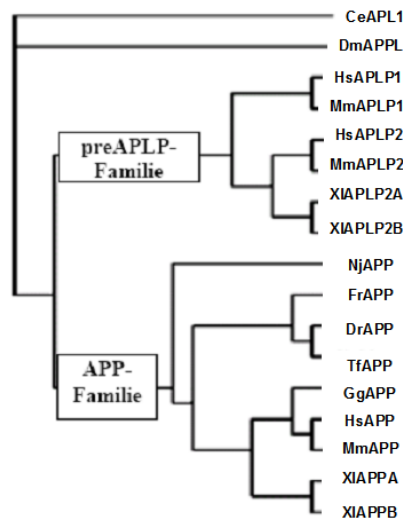 CeAPL1
DmAPPL
HsAPLP1
MmAPLP1
preAPLP-
Familie
HsAPLP2
MmAPLP2
XlAPLP2A
XlAPLP2B
NjAPP
FrAPP
DrAPP
TfAPP
APP-
Familie
GgAPP
HsAPP
MmAPP
XlAPPA
XlAPPB